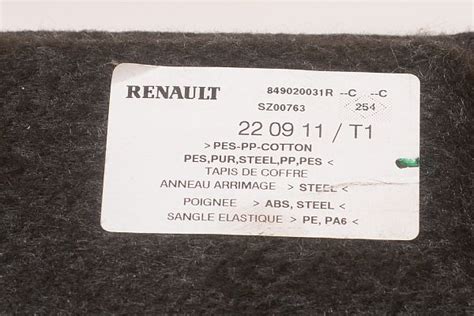 RENAULT 849020031R --C --C
SZ00763 254
22 09 11 / T1
> PES-PP-COTTON
PES,PUR,STEEL,PP,PES <
TAPIS DE COFFRE
ANNEAU ARRIMAGE > STEEL <
POIGNEE > ABS, STEEL <
SANGLE ELASTIQUE > PE, PA6 <